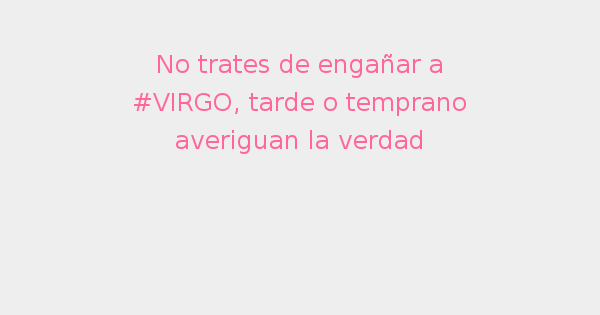 No trates de engañar a
#VIRGO, tarde o temprano
averiguan la verdad